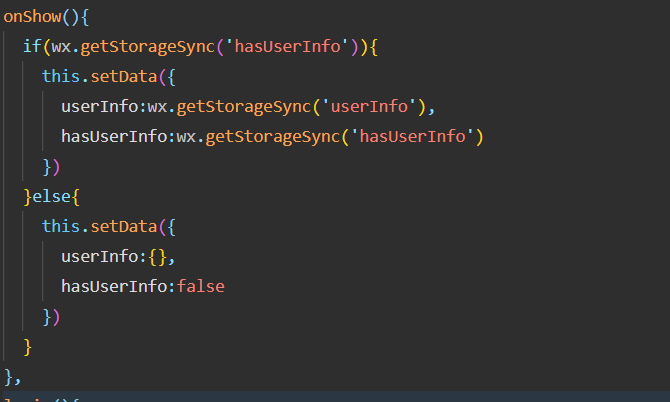 onShow(){
if(wx.getStorageSync('hasUserInfo')){
this.setData({
userInfo:wx.getStorageSync('userInfo'),
hasUserInfo:wx.getStorageSync('hasUserInfo')
})
}else{
this.setData({
userInfo:{},
hasUserInfo:false
})
}
},